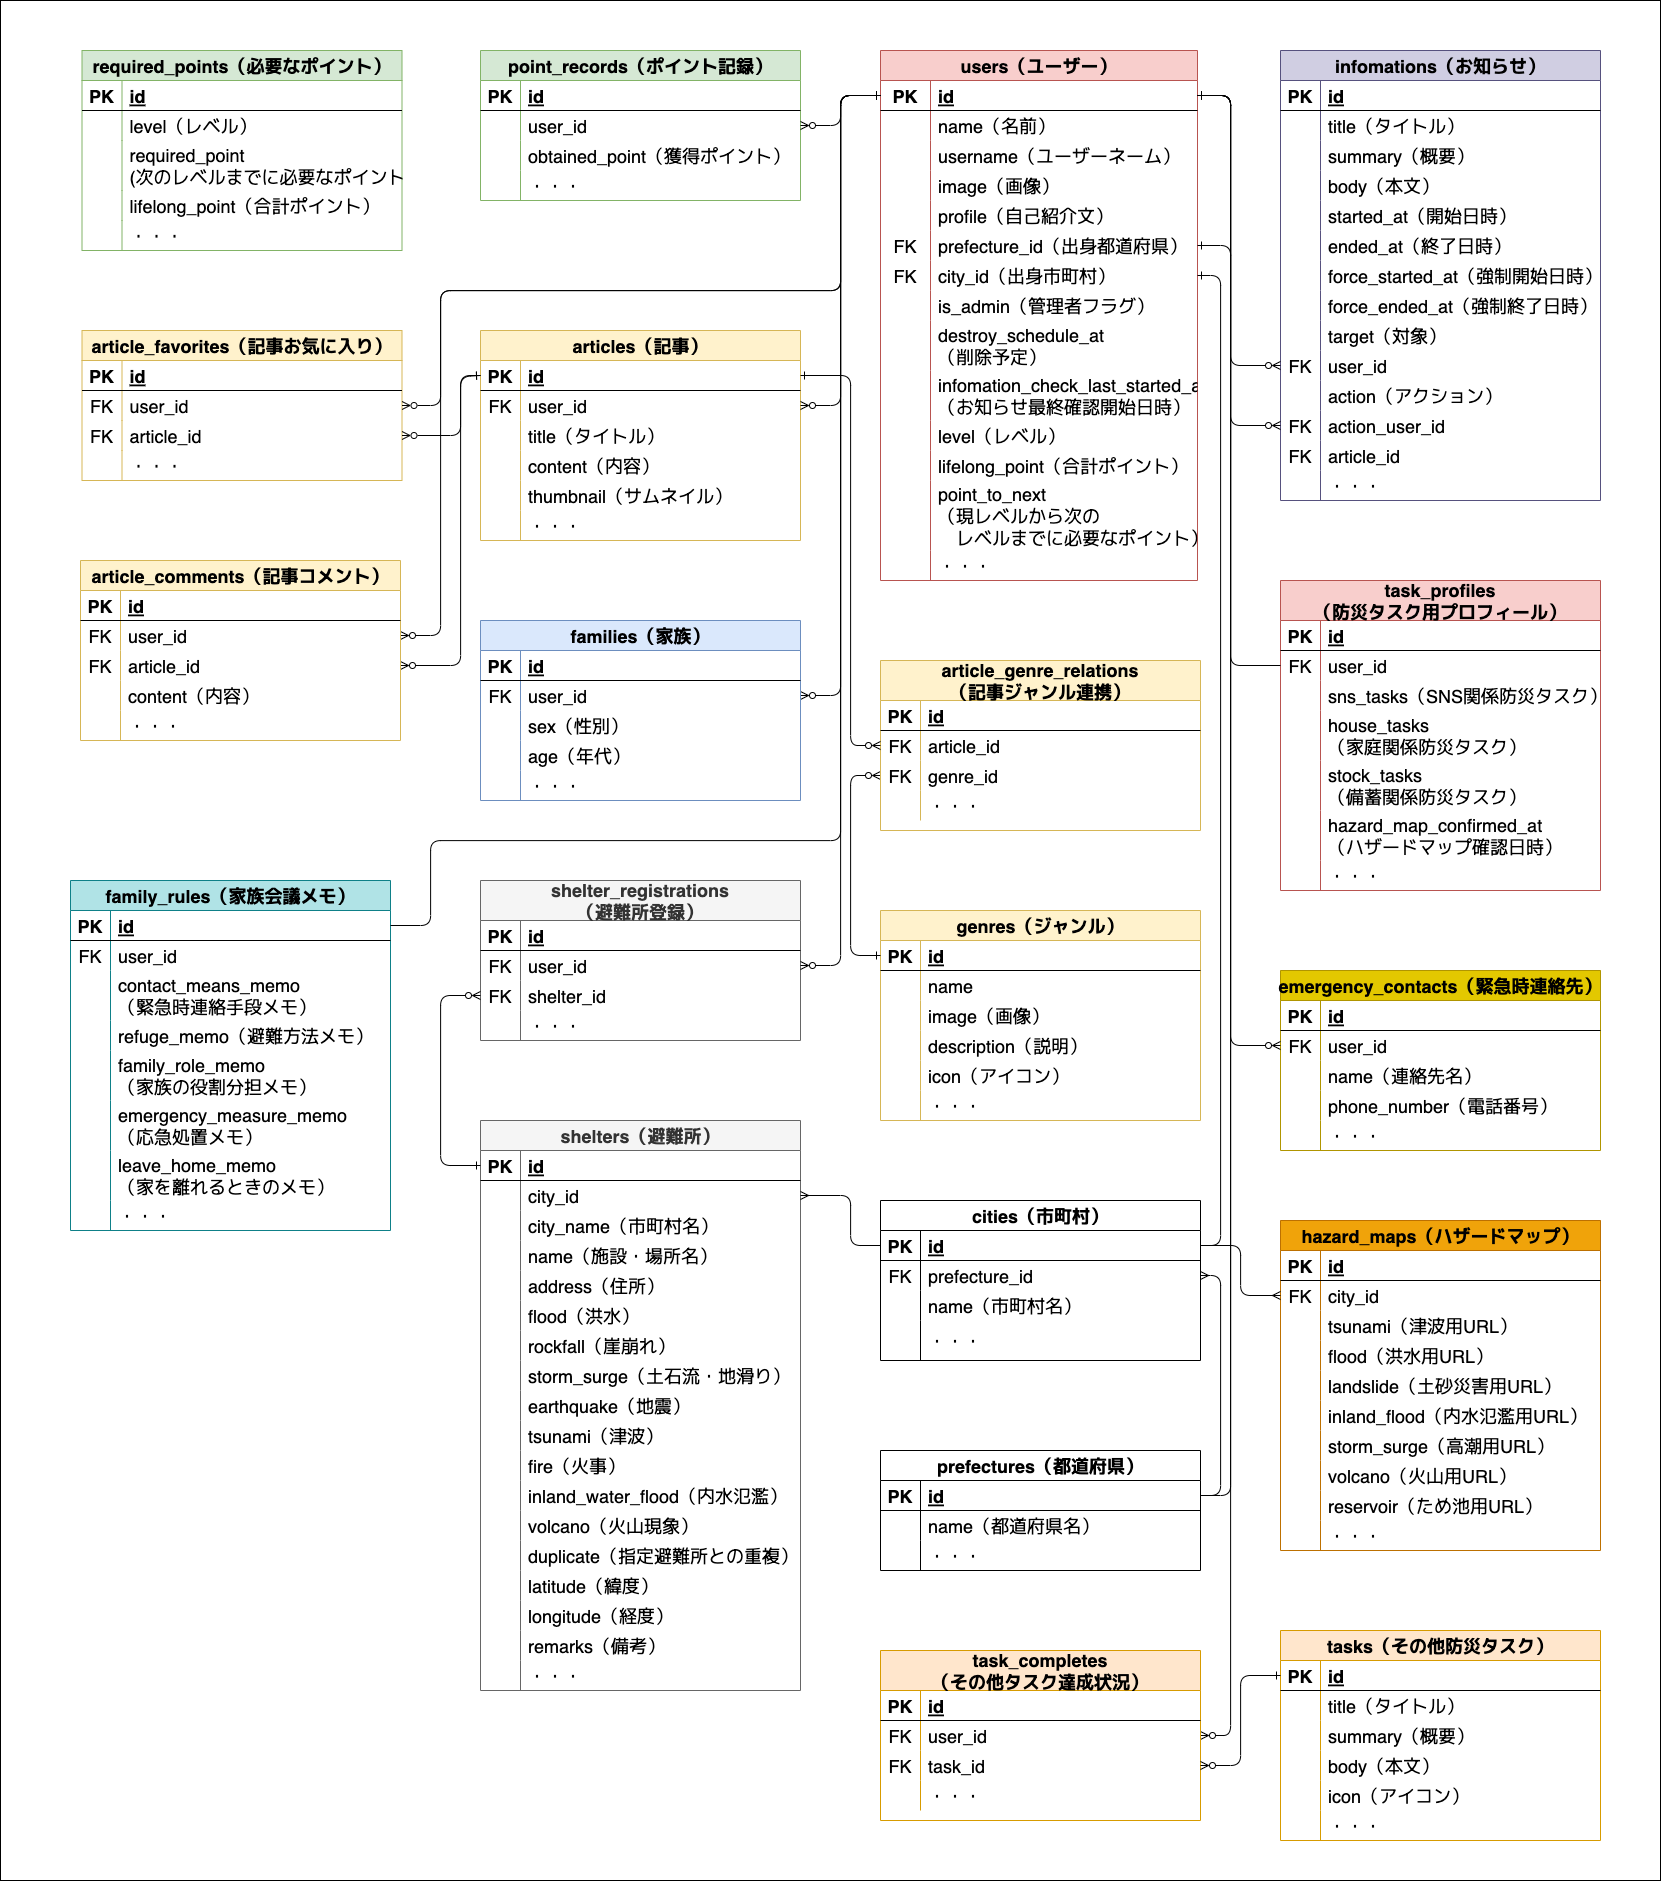 required_points（必要なポイント）
PK id
level（レベル）
required_point
(次のレベルまでに必要なポイント
lifelong_point（合計ポイント）
・・・
point_records（ポイント記録）
PK id
user_id
obtained_point（獲得ポイント）
・・・
users（ユーザー）
PK id
name（名前）
username（ユーザーネーム）
image（画像）
profile（自己紹介文）
FK prefecture_id（出身都道府県）
FK city_id（出身市町村）
is_admin（管理者フラグ）
destroy_schedule_at
（削除予定）
infomation_check_last_started_a
（お知らせ最終確認開始日時）
level（レベル）
lifelong_point（合計ポイント）
point_to_next
（現レベルから次の
レベルまでに必要なポイント）
・・・
infomations（お知らせ）
PK id
title（タイトル）
summary（概要）
body（本文）
started_at（開始日時）
ended_at（終了日時）
force_started_at（強制開始日時）
force_ended_at（強制終了日時）
target（対象）
FK user_id
action（アクション）
FK action_user_id
FK article_id
・・・
article_favorites（記事お気に入り）
PK id
FK user_id
FK article_id
・・・
articles（記事）
PK id
FK user_id
title（タイトル）
content（内容）
thumbnail（サムネイル）
・・・
article_comments（記事コメント）
PK id
FK user_id
FK article_id
content（内容）
・・・
families（家族）
PK id
FK user_id
sex（性別）
age（年代）
・・・
article_genre_relations
（記事ジャンル連携）
PK id
FK article_id
FK genre_id
・・・
task_profiles
（防災タスク用プロフィール）
PK id
FK user_id
sns_tasks（SNS関係防災タスク）
house_tasks
（家庭関係防災タスク）
stock_tasks
（備蓄関係防災タスク）
hazard_map_confirmed_at
（ハザードマップ確認日時）
・・・
family_rules（家族会議メモ）
PK id
FK user_id
contact_means_memo
（緊急時連絡手段メモ）
refuge_memo（避難方法メモ）
family_role_memo
（家族の役割分担メモ）
emergency_measure_memo
（応急処置メモ）
leave_home_memo
（家を離れるときのメモ）
・・・
shelter_registrations
（避難所登録）
PK id
FK user_id
FK shelter_id
・・・
genres（ジャンル）
PK id
name
image（画像）
description（説明）
icon（アイコン）
・・・
emergency_contacts（緊急時連絡先）
PK id
FK user_id
name（連絡先名）
phone_number（電話番号）
・・・
shelters（避難所）
PK id
city_id
city_name（市町村名）
name（施設・場所名）
address（住所）
flood（洪水）
rockfall（崖崩れ）
storm_surge（土石流・地滑り）
earthquake（地震）
tsunami（津波）
fire（火事）
inland_water_flood（内水氾濫）
volcano（火山現象）
duplicate（指定避難所との重複）
latitude（緯度）
longitude（経度）
remarks（備考）
・・・
cities（市町村）
PK id
FK prefecture_id
name（市町村名）
・・・
hazard_maps（ハザードマップ）
PK id
FK city_id
tsunami（津波用URL）
flood（洪水用URL）
landslide（土砂災害用URL）
inland_flood（内水氾濫用URL）
storm_surge（高潮用URL）
volcano（火山用URL）
reservoir（ため池用URL）
・・・
prefectures（都道府県）
PK id
name（都道府県名）
・・・
task_completes
（その他タスク達成状況）
PK id
FK user_id
FK task_id
・・・
tasks（その他防災タスク）
PK id
title（タイトル）
summary（概要）
body（本文）
icon（アイコン）
・・・